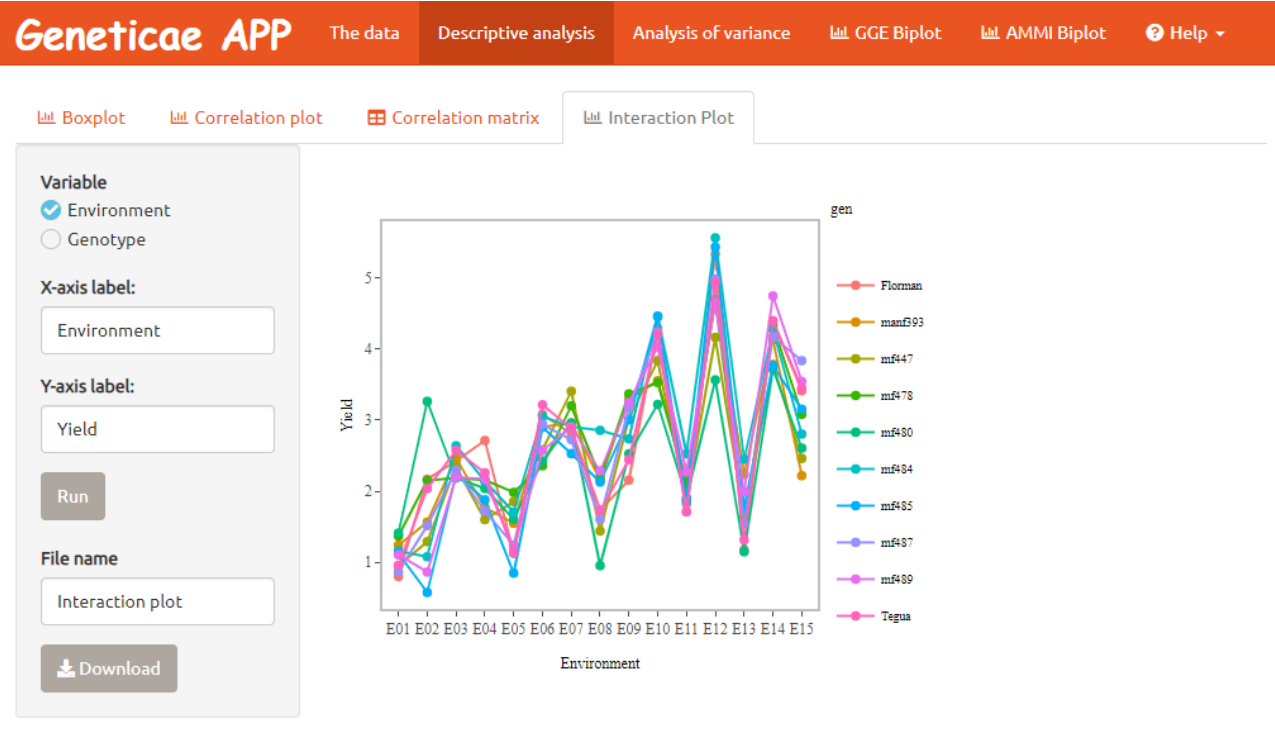 Geneticae APP The data Descriptive analysis Analysis of variance GGE Biplot AMMI Biplot Help
Boxplot Correlation plot Correlation matrix Interaction Plot
Variable
Environment
Genotype
X-axis label:
Environment
Y-axis label:
Yield
Run
File name
Interaction plot
Download
Yield
5
4
3
2
1
E01 E02 E03 E04 E05 E06 E07 E08 E09 E10 E11 E12 E13 E14 E15
Environment
gen
Florman
manf393
mf447
mf478
mf480
mf484
mf485
mf487
mf489
Tegua